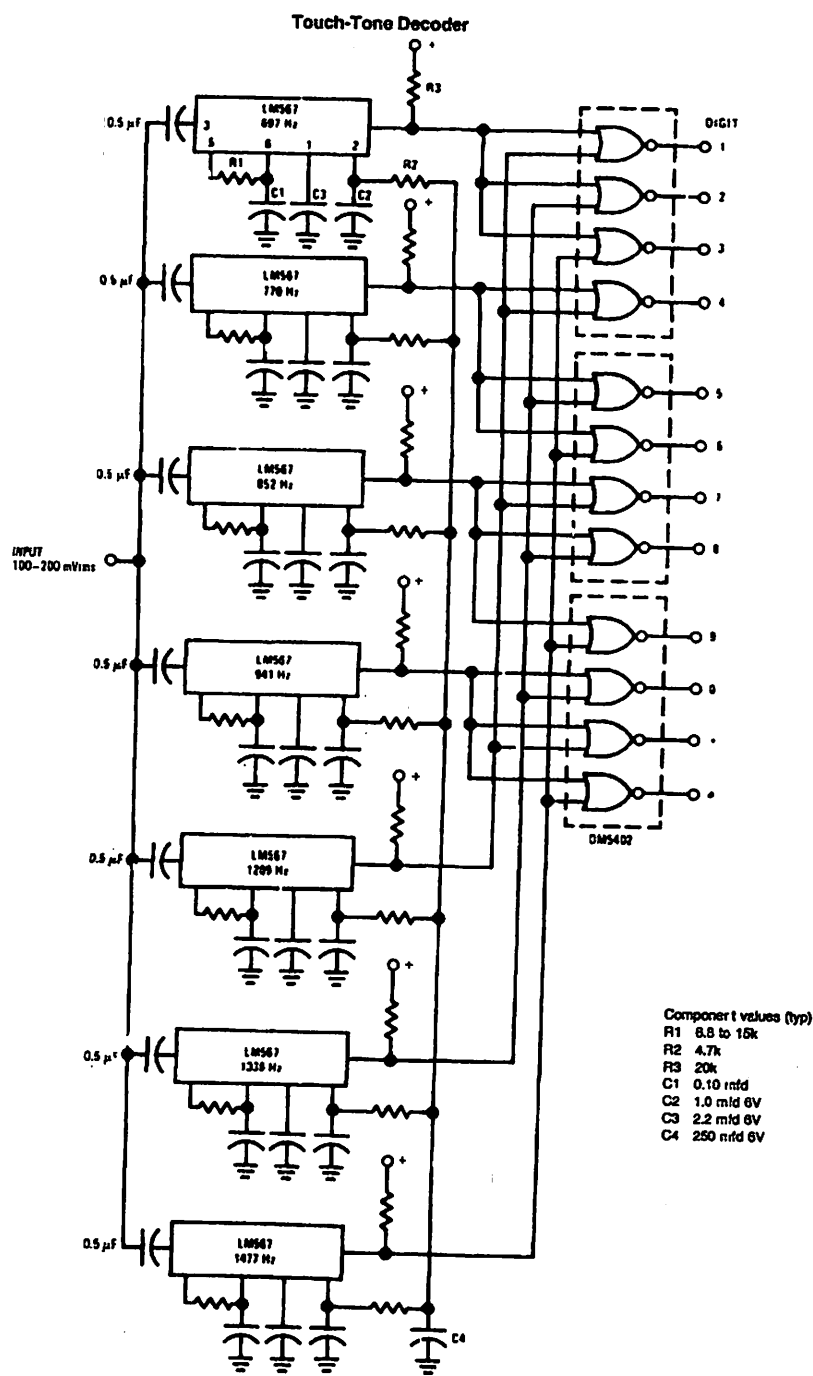 Touch-Tone Decoder
+
R3
0.5 µF
LM567
697 Hz
3
5
6
1
2
R1
C1
C3
C2
R2
DIGIT
1
2
3
4
+
0.5 µF
LM567
770 Hz
+
5
6
7
8
0.5 µF
LM567
852 Hz
INPUT
100–200 mVrms
+
9
0
0.5 µF
LM567
941 Hz
+
DM5402
0.5 µF
LM567
1209 Hz
+
0.5 µF
LM567
1336 Hz
Component values (typ)
R1 6.8 to 15k
R2 4.7k
R3 20k
C1 0.10 mfd
C2 1.0 mfd 6V
C3 2.2 mfd 6V
C4 250 mfd 6V
+
0.5 µF
LM567
1477 Hz
C4